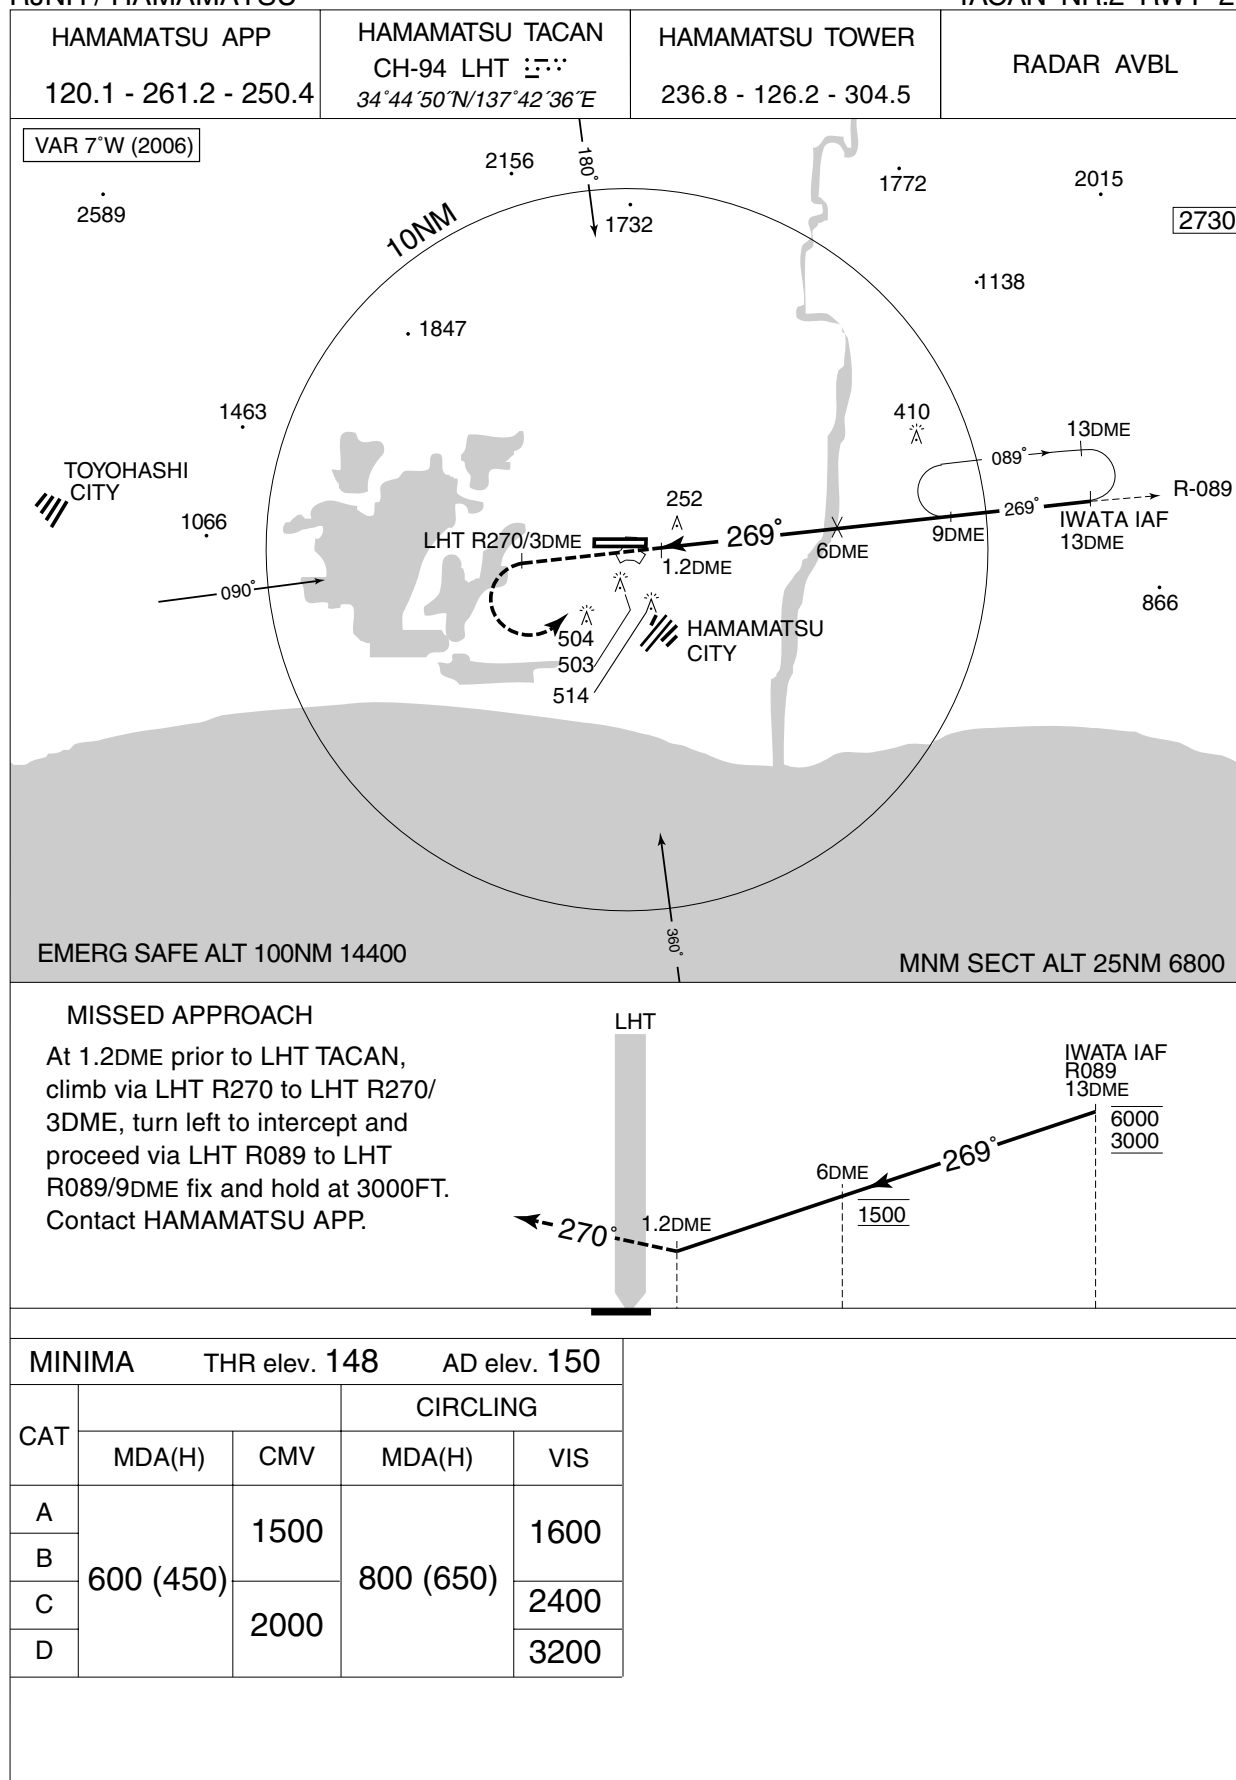 RJNH / HAMAMATSU
TACAN NR.2 RWY 2
HAMAMATSU APP
120.1 - 261.2 - 250.4
HAMAMATSU TACAN
CH-94 LHT
34°44´50˝N/137°42´36˝E
HAMAMATSU TOWER
236.8 - 126.2 - 304.5
RADAR AVBL
VAR 7°W (2006)
2156
180°
1772
2015
2589
1732
2730
10NM
1138
1847
1463
410
13DME
089°
TOYOHASHI
CITY
R-089
252
269°
1066
IWATA IAF
13DME
LHT R270/3DME
269°
6DME
9DME
1.2DME
090°
866
504
HAMAMATSU
CITY
503
514
360°
EMERG SAFE ALT 100NM 14400
MNM SECT ALT 25NM 6800
MISSED APPROACH
At 1.2DME prior to LHT TACAN,
climb via LHT R270 to LHT R270/
3DME, turn left to intercept and
proceed via LHT R089 to LHT
R089/9DME fix and hold at 3000FT.
Contact HAMAMATSU APP.
LHT
IWATA IAF
R089
13DME
6000
3000
269°
6DME
1500
1.2DME
270°
MINIMA THR elev. 148 AD elev. 150
CAT
CIRCLING
MDA(H) CMV MDA(H) VIS
A
B
C
D
600 (450)
1500
2000
800 (650)
1600
2400
3200